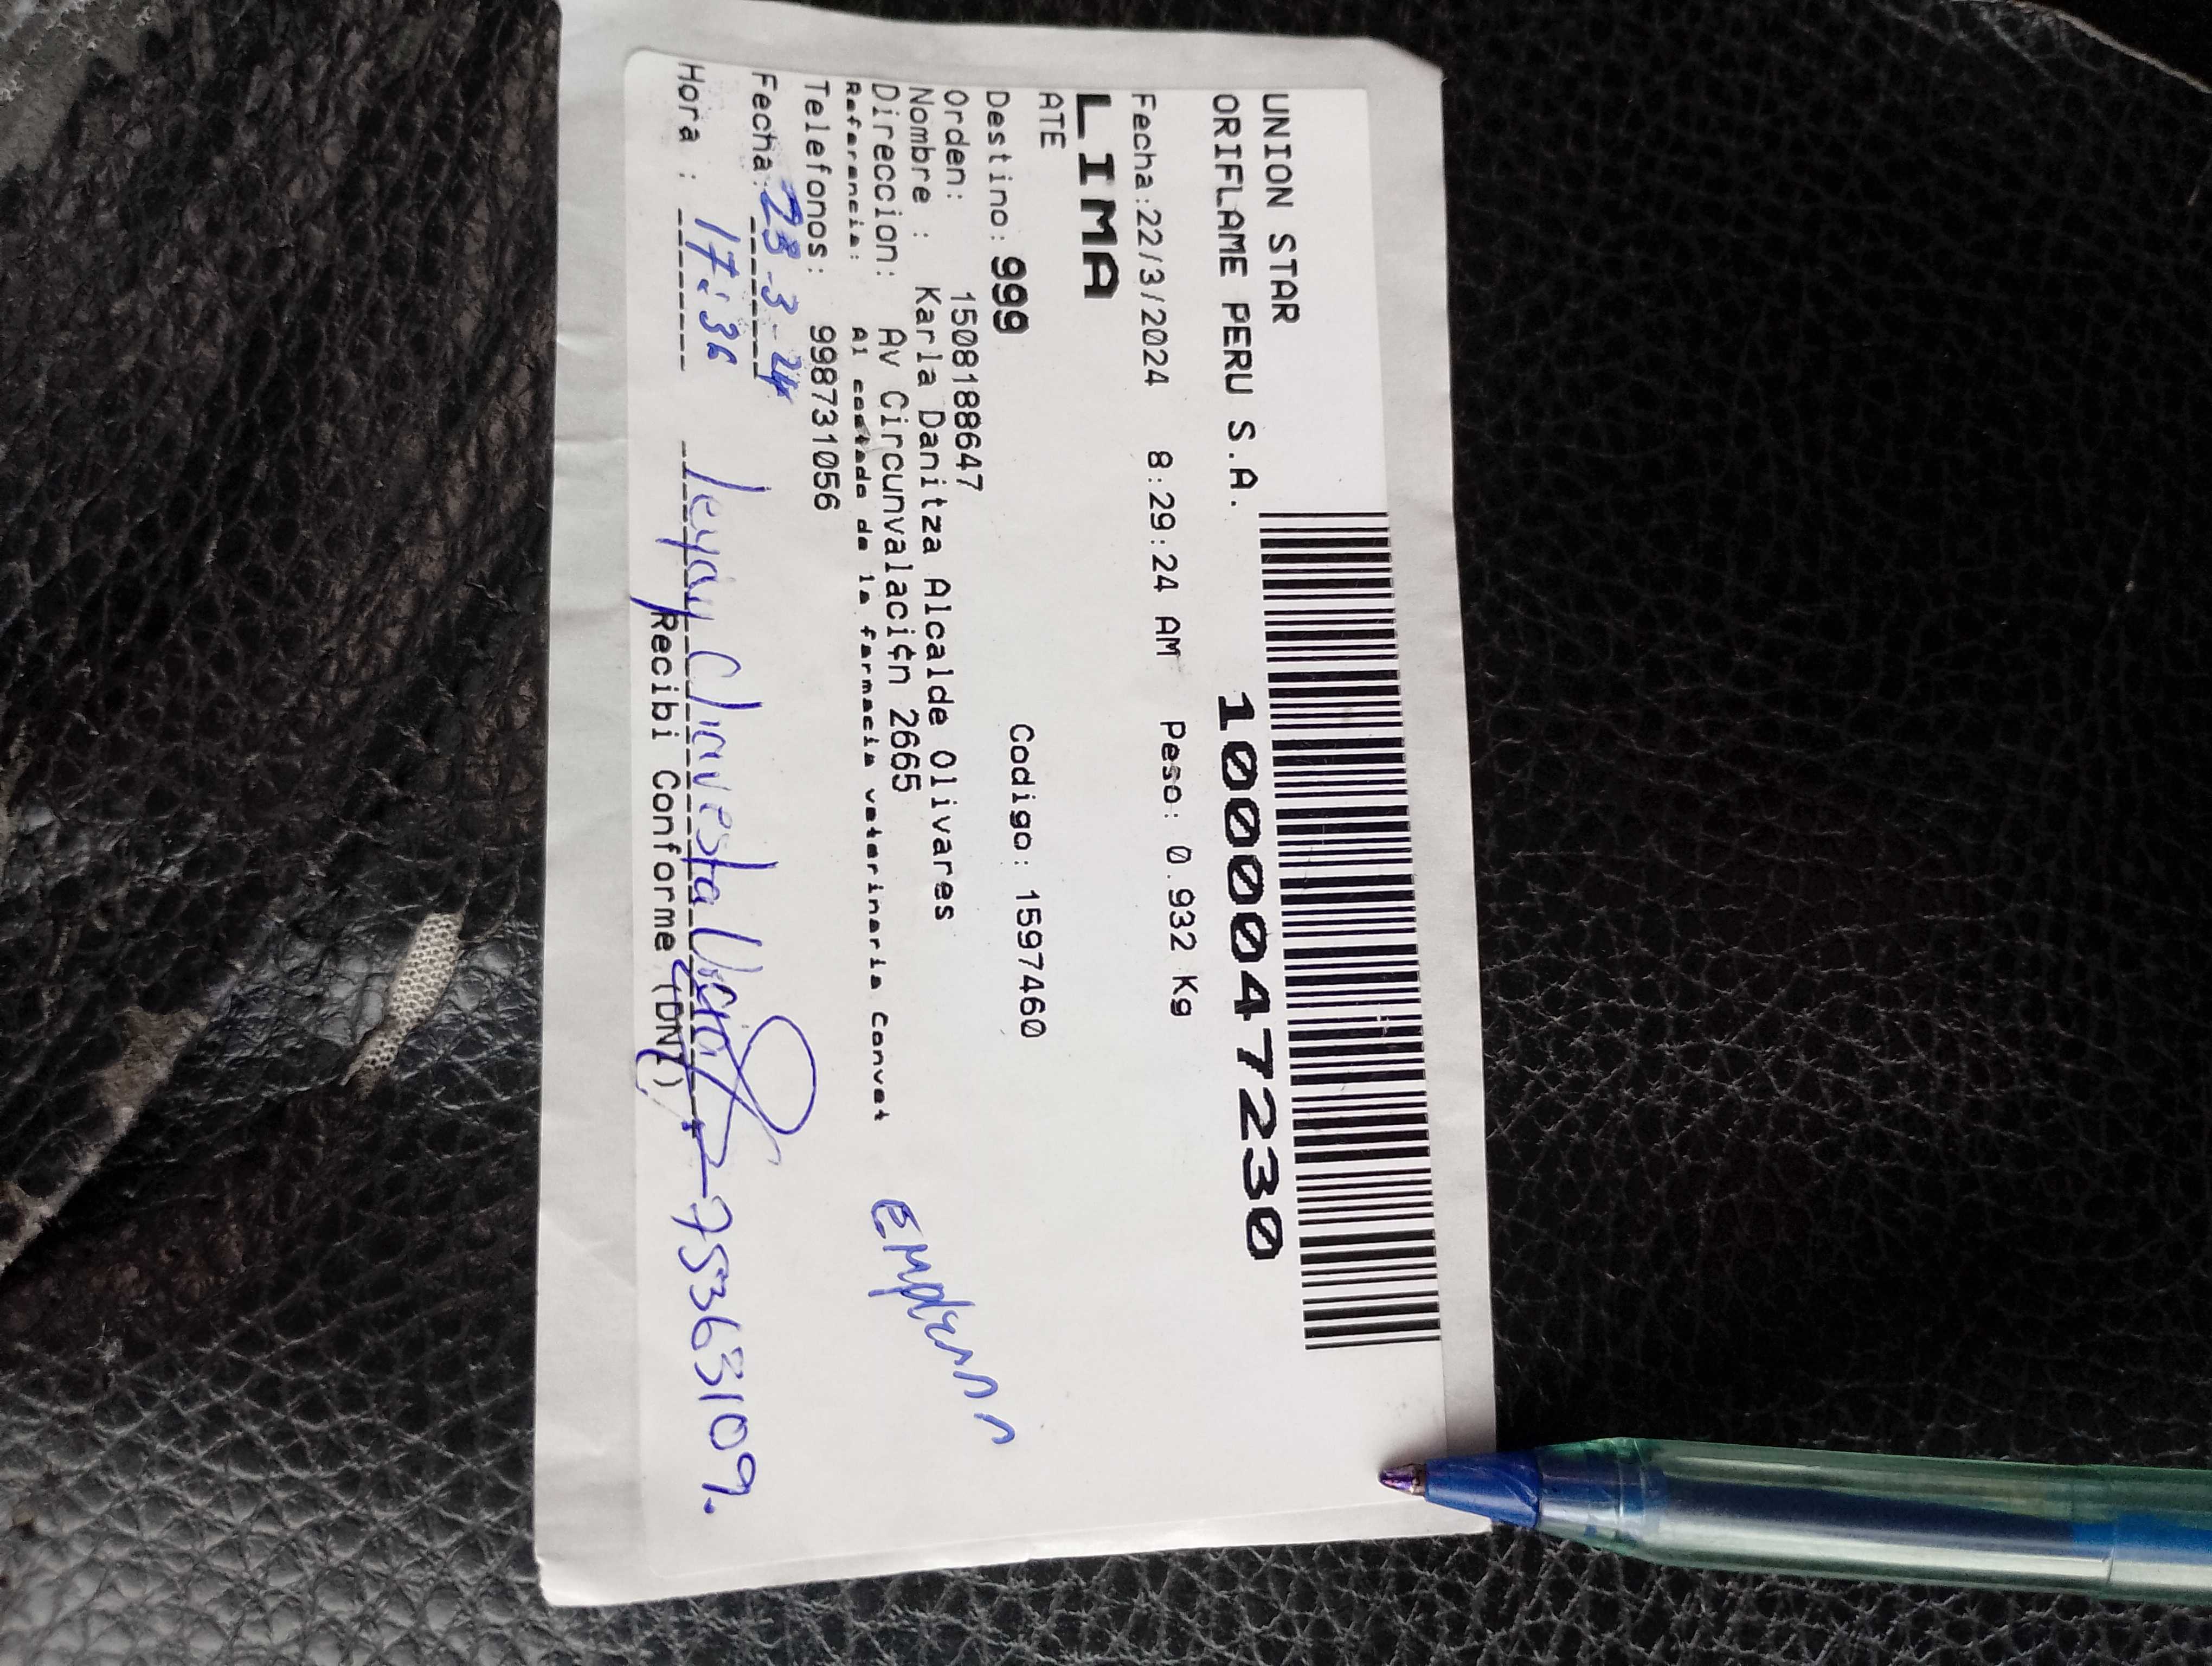 UNION STAR
ORIFLAME PERU S.A.
1000047230
Fecha:22/3/2024 8:29:24 AM Peso: 0.932 Kg
LIMA
ATE
Destino: 999 Codigo: 1597460
Orden: 1508188647
Nombre : Karla Danitza Alcalde Olivares
Direccion: Av Circunvalaci¢n 2665
Referencia: Al costado de la farmacia veterinaria Convet
Telefonos: 998731056
Fecha: 23-3-24
Hora : 17:36
75363109.
Recibi Conforme (DNI)